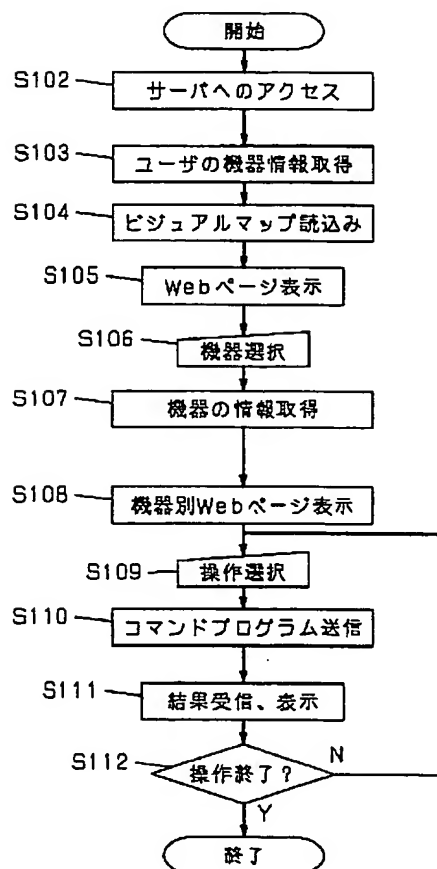 開始
S102
サーバへのアクセス
S103
ユーザの機器情報取得
S104
ビジュアルマップ読込み
S105
Webページ表示
S106
機器選択
S107
機器の情報取得
S108
機器別Webページ表示
S109
操作選択
S110
コマンドプログラム送信
S111
結果受信、表示
S112
操作終了?
N
Y
終了